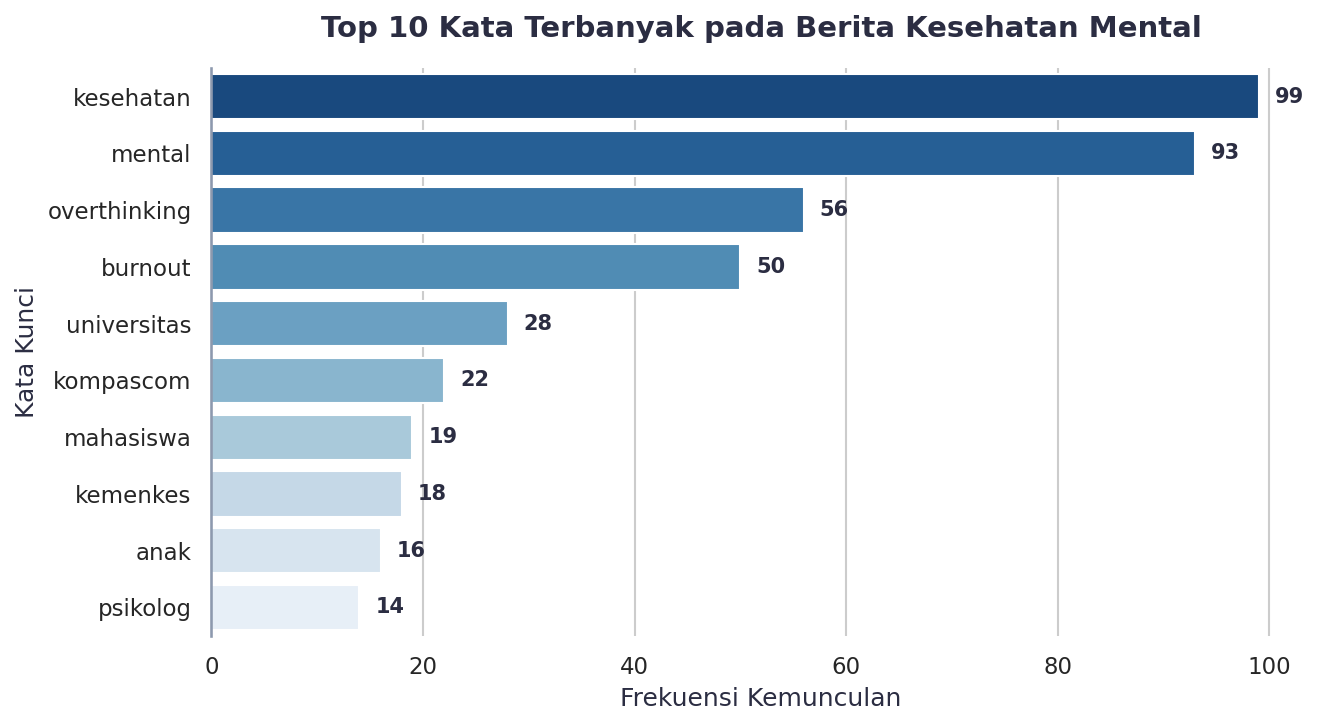 Top 10 Kata Terbanyak pada Berita Kesehatan Mental
Kata Kunci
kesehatan 99
mental 93
overthinking 56
burnout 50
universitas 28
kompascom 22
mahasiswa 19
kemenkes 18
anak 16
psikolog 14
0 20 40 60 80 100
Frekuensi Kemunculan